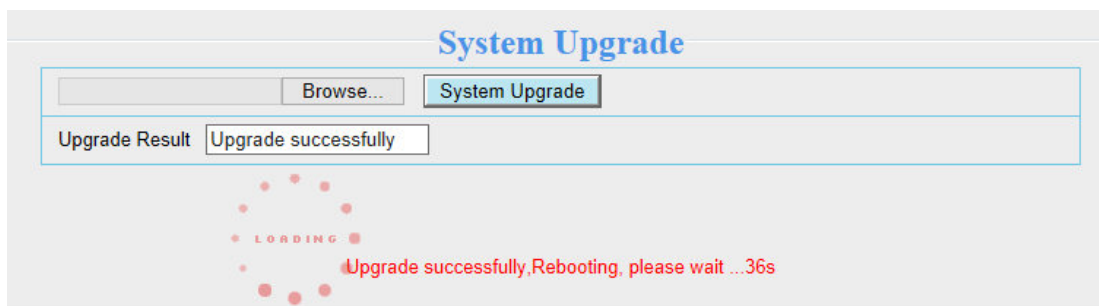 System Upgrade
Browse... System Upgrade
Upgrade Result Upgrade successfully
LOADING
Upgrade successfully,Rebooting, please wait ...36s